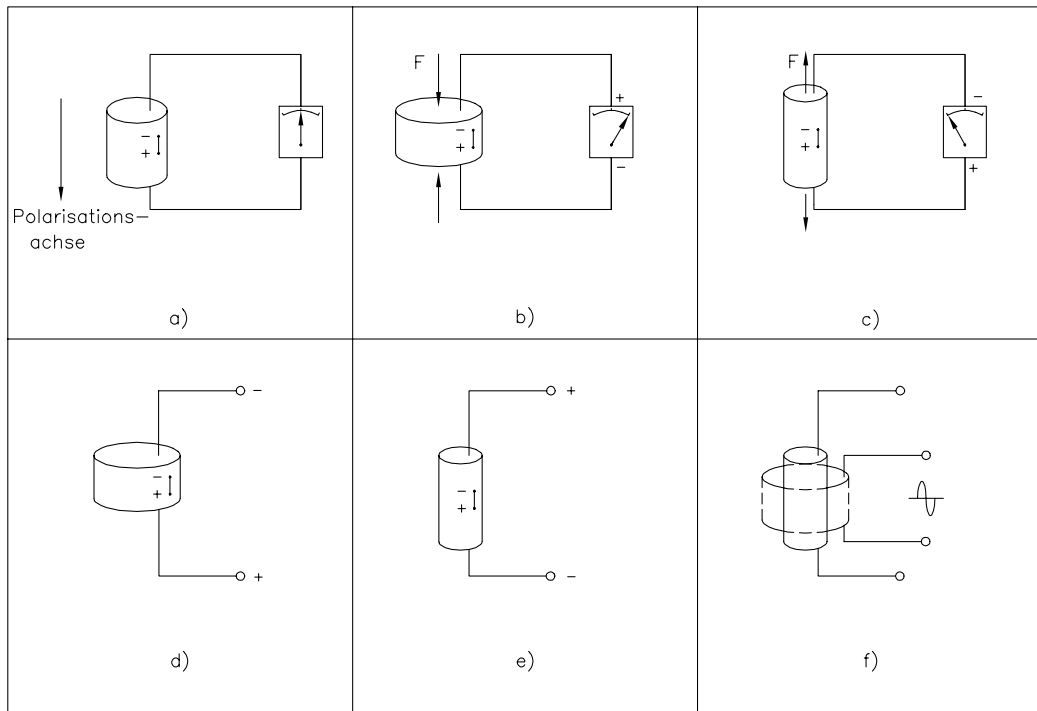 Polarisations-
achse
-
+
a)
F
+
-
+
-
b)
F
-
-
+
+
c)
-
-
+
+
d)
+
-
+
-
e)
f)